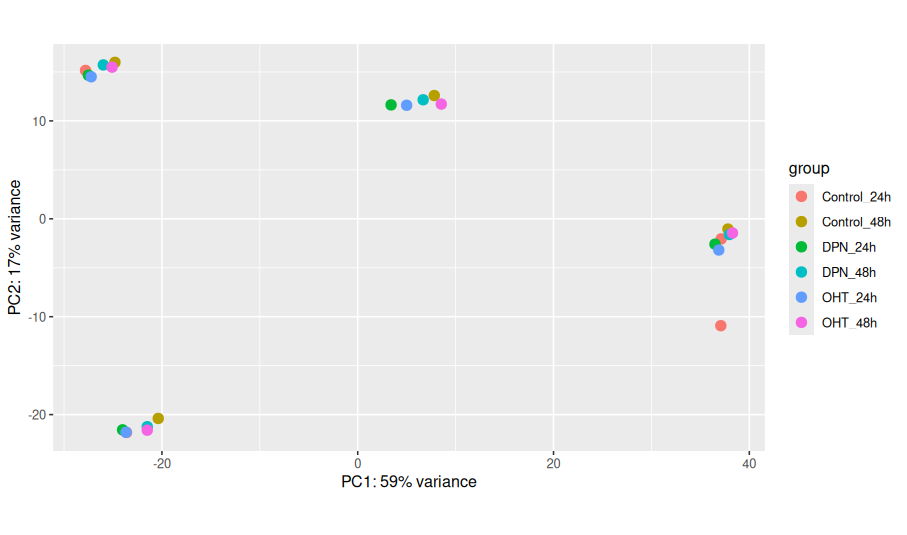 10
0
-10
-20
-20
0
20
40
PC1: 59% variance
PC2: 17% variance
group
Control_24h
Control_48h
DPN_24h
DPN_48h
OHT_24h
OHT_48h